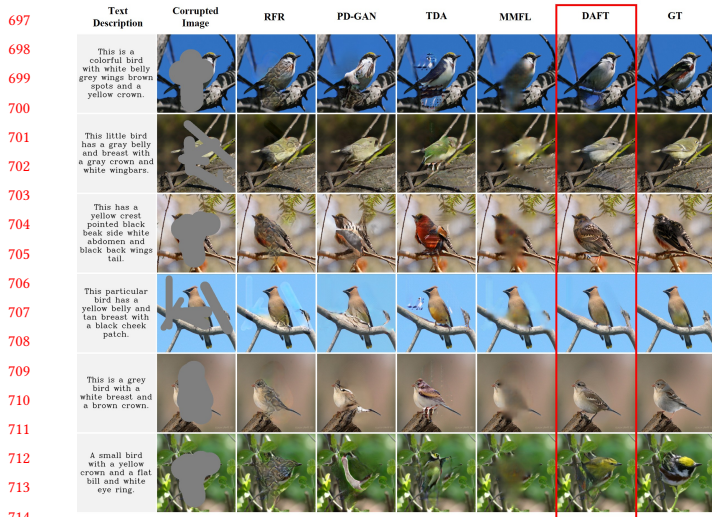 697
698
699
700
701
702
703
704
705
706
707
708
709
710
711
712
713
714
Text
Description
Corrupted
Image
RFR
PD-GAN
TDA
MMFL
DAFT
GT
This is a
colorful bird
with white belly
grey wings brown
spots and a
yellow crown.
This little bird
has a gray belly
and breast with
a gray crown and
white wingbars.
This has a
yellow crest
pointed black
beak side white
abdomen and
black back wings
tail.
This particular
bird has a
yellow belly and
tan breast with
a black cheek
patch.
This is a grey
bird with a
white breast and
a brown crown.
A small bird
with a yellow
crown and a flat
bill and white
eye ring.